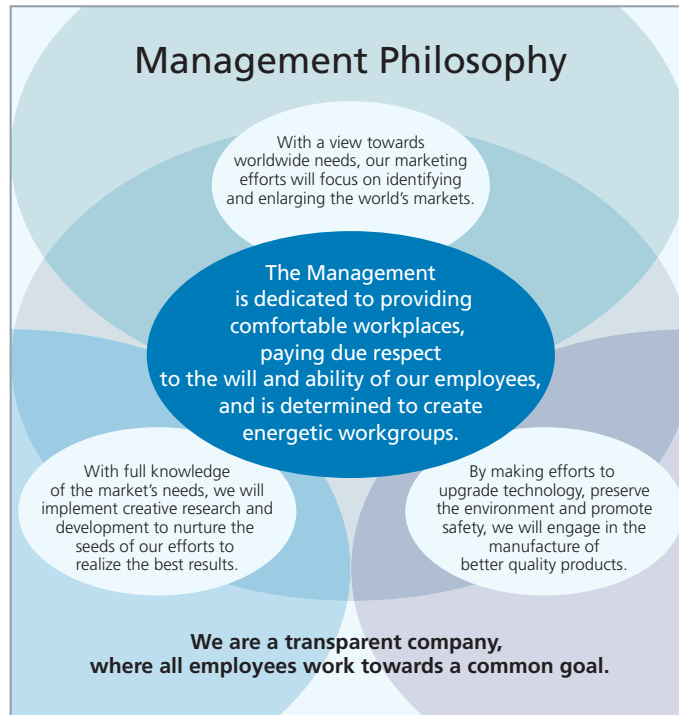 Management Philosophy
With a view towards
worldwide needs, our marketing
efforts will focus on identifying
and enlarging the world’s markets.
The Management
is dedicated to providing
comfortable workplaces,
paying due respect
to the will and ability of our employees,
and is determined to create
energetic workgroups.
With full knowledge
of the market’s needs, we will
implement creative research and
development to nurture the
seeds of our efforts to
realize the best results.
By making efforts to
upgrade technology, preserve
the environment and promote
safety, we will engage in the
manufacture of
better quality products.
We are a transparent company,
where all employees work towards a common goal.